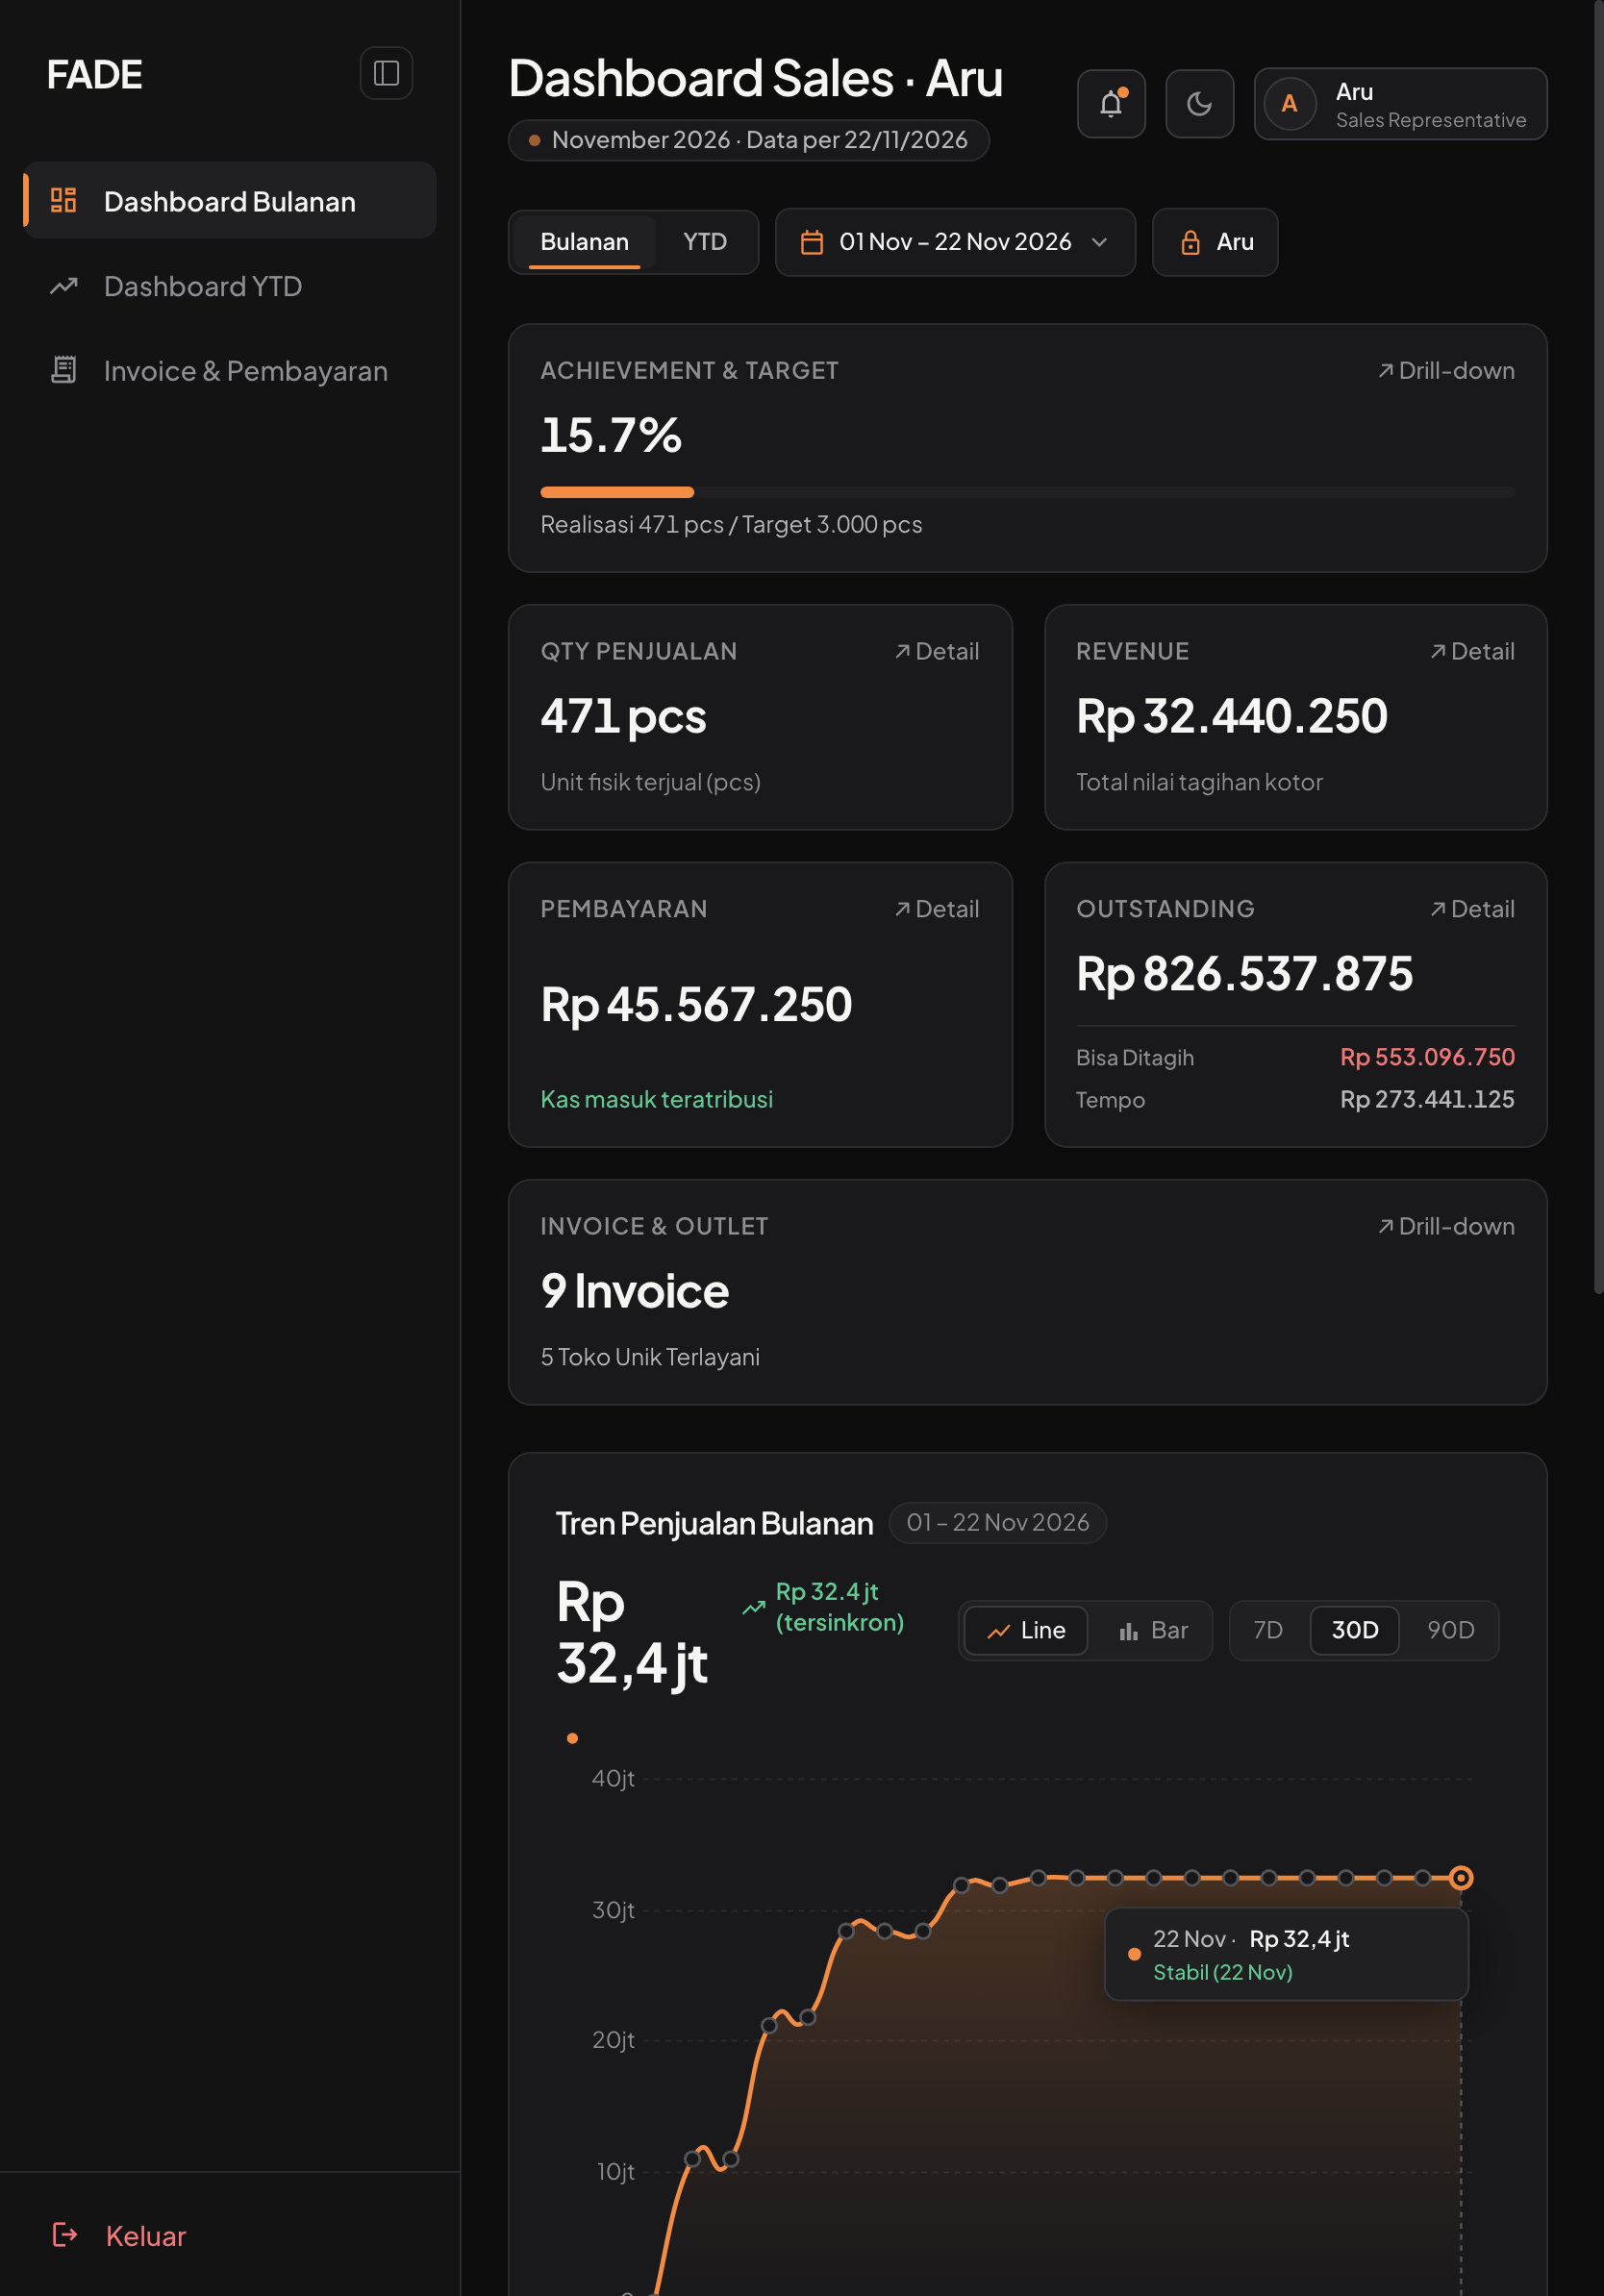 FADE
Dashboard Bulanan
Dashboard YTD
Invoice & Pembayaran
Keluar
Dashboard Sales · Aru
November 2026 · Data per 22/11/2026
A
Aru
Sales Representative
Bulanan
YTD
01 Nov – 22 Nov 2026
Aru
ACHIEVEMENT & TARGET
Drill-down
15.7%
Realisasi 471 pcs / Target 3.000 pcs
QTY PENJUALAN
Detail
471 pcs
Unit fisik terjual (pcs)
REVENUE
Detail
Rp 32.440.250
Total nilai tagihan kotor
PEMBAYARAN
Detail
Rp 45.567.250
Kas masuk teratribusi
OUTSTANDING
Detail
Rp 826.537.875
Bisa Ditagih
Rp 553.096.750
Tempo
Rp 273.441.125
INVOICE & OUTLET
Drill-down
9 Invoice
5 Toko Unik Terlayani
Tren Penjualan Bulanan
01 – 22 Nov 2026
Rp
32,4 jt
Rp 32.4 jt
(tersinkron)
Line
Bar
7D
30D
90D
40jt
30jt
20jt
10jt
22 Nov · Rp 32,4 jt
Stabil (22 Nov)